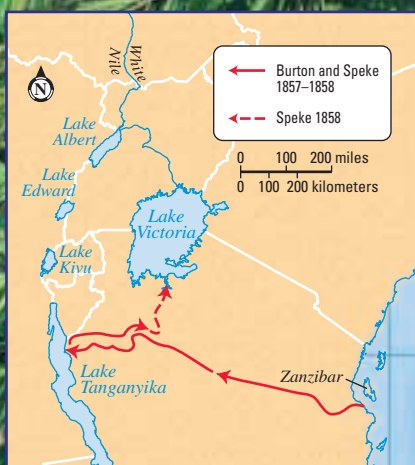 White
Nile
N
Burton and Speke
1857–1858
Speke 1858
0 100 200 miles
0 100 200 kilometers
Lake
Albert
Lake
Edward
Lake
Victoria
Lake
Kivu
Lake
Tanganyika
Zanzibar